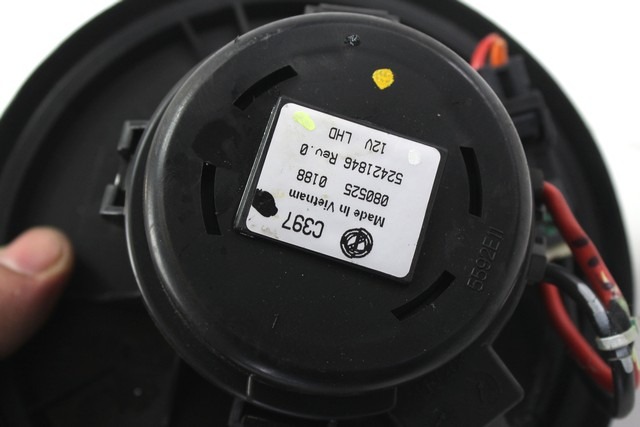 C397
Made In Vietnam
080525 0188
52421846 Rev.0
12V LHD